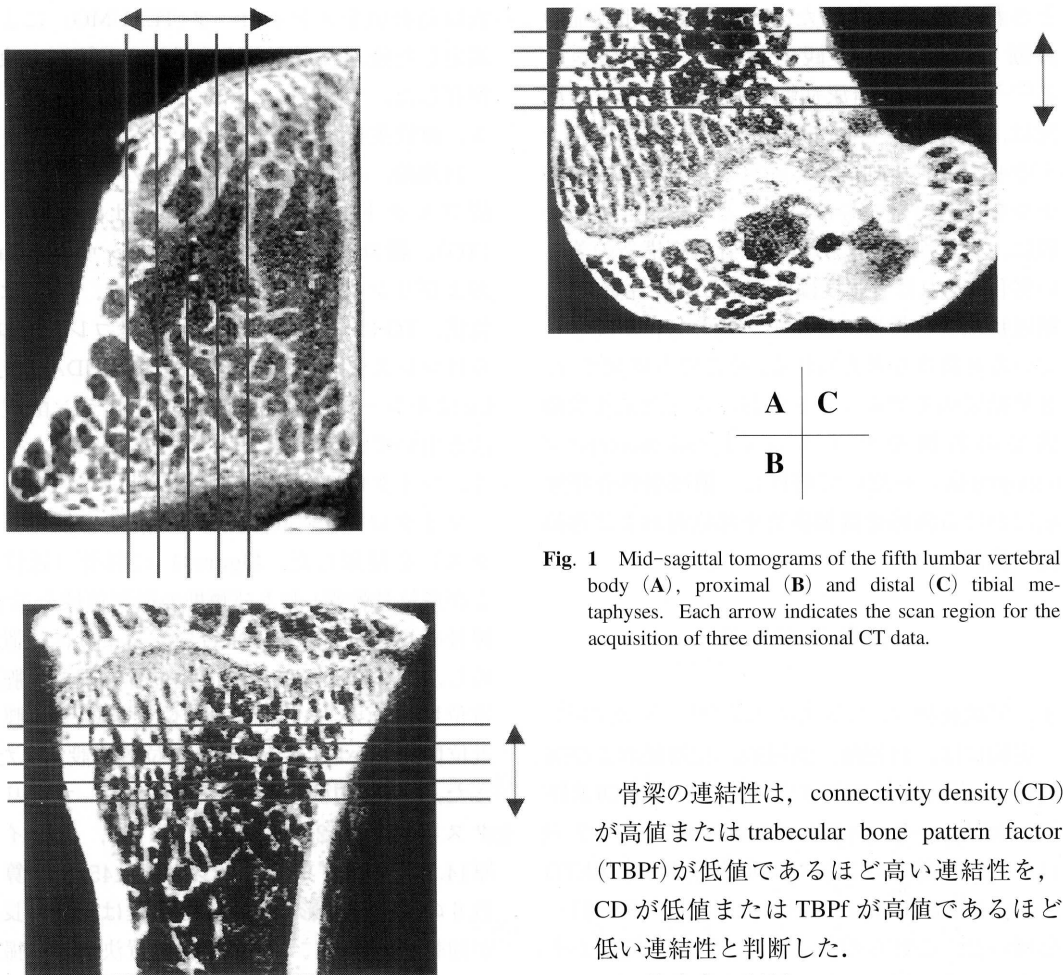 A C
B
Fig. 1 Mid-sagittal tomograms of the fifth lumbar vertebral
body (A), proximal (B) and distal (C) tibial me-
taphyses. Each arrow indicates the scan region for the
acquisition of three dimensional CT data.
骨梁の連結性は，connectivity density(CD)
が高値または trabecular bone pattern factor
(TBPf)が低値であるほど高い連結性を，
CD が低値または TBPf が高値であるほど
低い連結性と判断した．